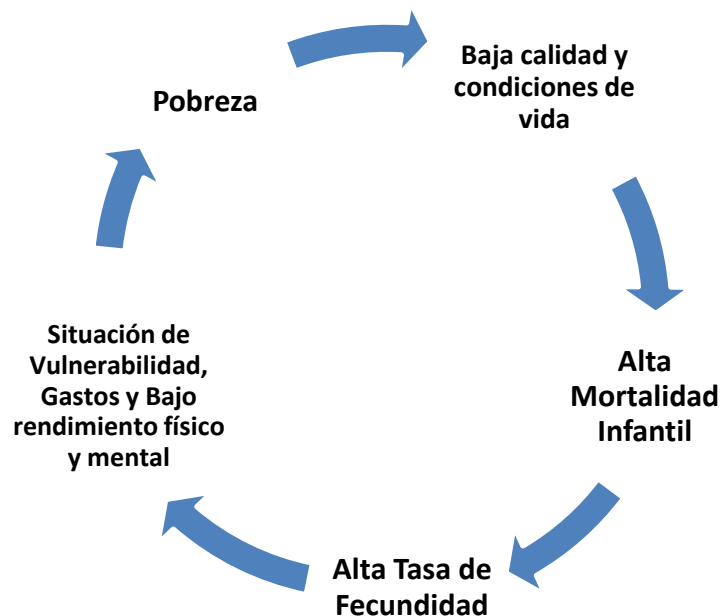 Pobreza
Baja calidad y
condiciones de
vida
Alta
Mortalidad
Infantil
Alta Tasa de
Fecundidad
Situación de
Vulnerabilidad,
Gastos y Bajo
rendimiento físico
y mental